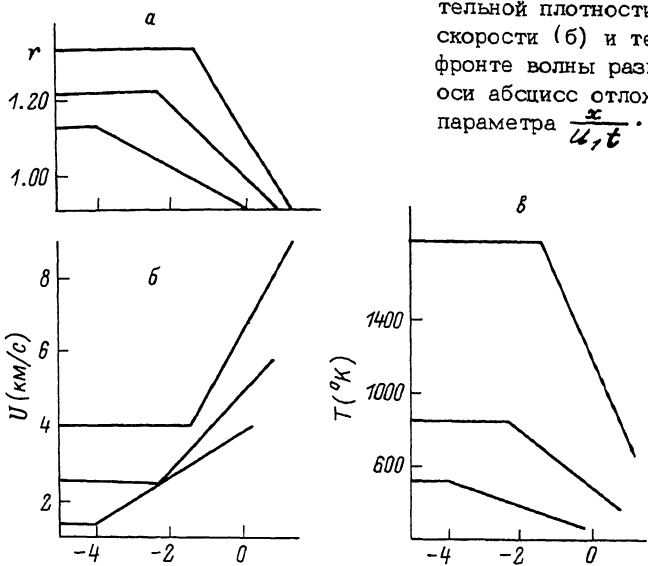 тельной плотности
скорости (б) и те
фронте волны разг
оси абсцисс отлож
параметра x/u₁t .
а
r
1.20
1.00
б
U (км/с)
8
6
4
2
-4 -2 0
в
T (°К)
1400
1000
600
-4 -2 0